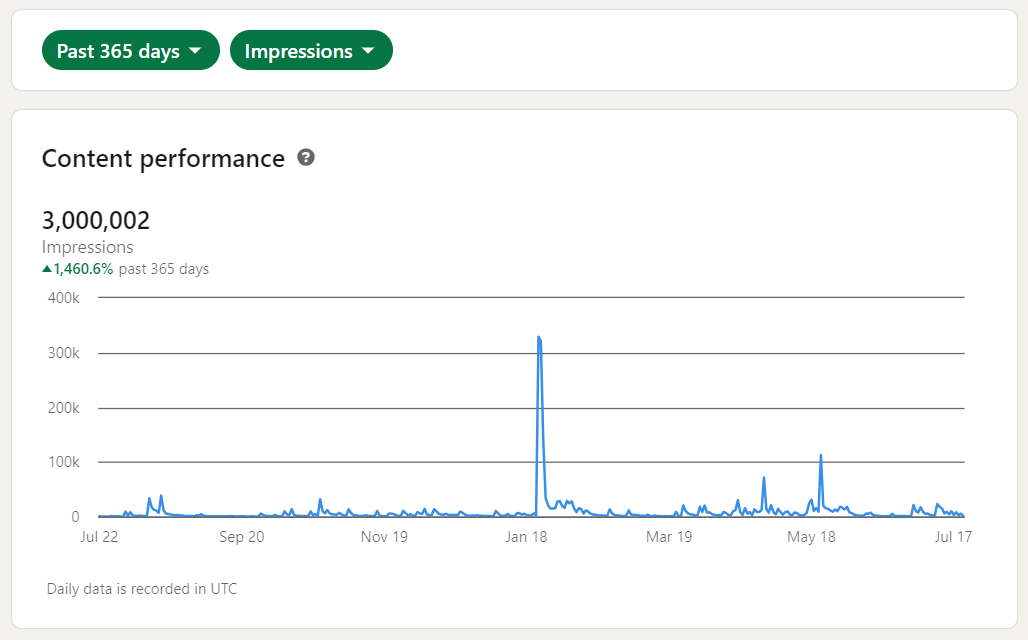 Past 365 days Impressions
Content performance ?
3,000,002
Impressions
1,460.6% past 365 days
400k
300k
200k
100k
0
Jul 22 Sep 20 Nov 19 Jan 18 Mar 19 May 18 Jul 17
Daily data is recorded in UTC